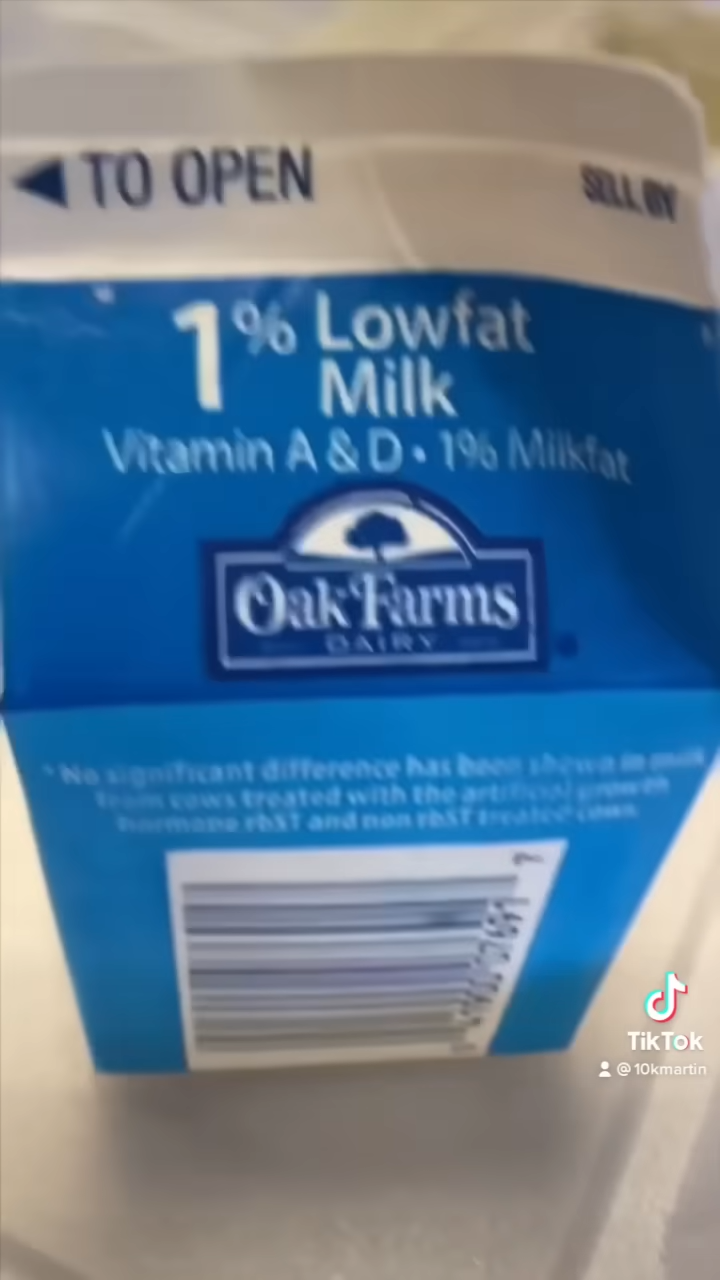 TO OPEN
SELL BY
1% Lowfat
Milk
Vitamin A & D • 1% Milkfat
Oak Farms
DAIRY
* No significant difference has been shown in milk
from cows treated with the artificial growth
hormone rbST and non rbST treated cows.
TikTok
@10kmartin